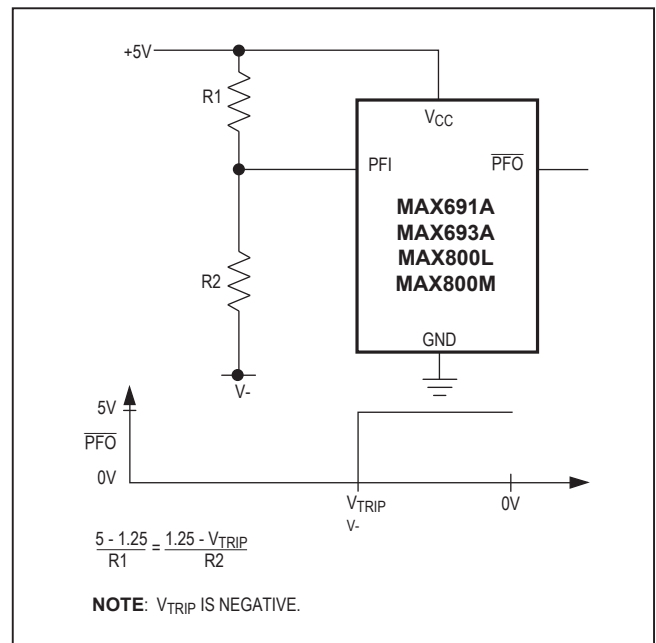 +5V
R1
VCC
PFI
PFO
MAX691A
MAX693A
MAX800L
MAX800M
R2
GND
V-
5V
PFO
0V
VTRIP
0V
V-
5 - 1.25
R1
=
1.25 - VTRIP
R2
NOTE: VTRIP IS NEGATIVE.